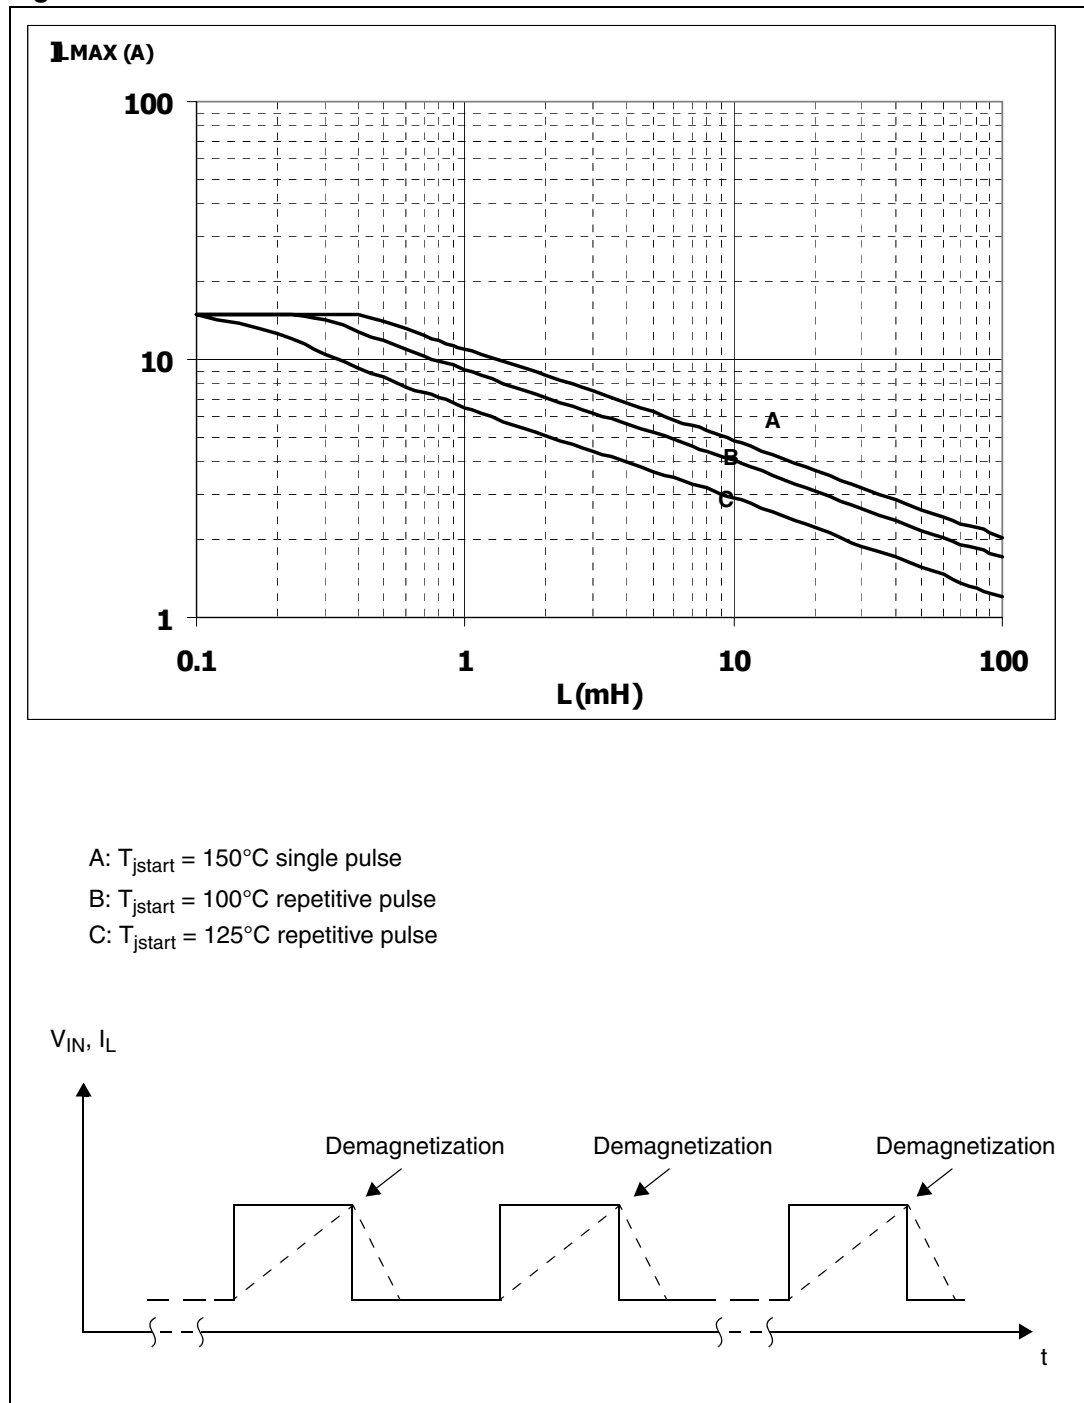 ILMAX (A)
100
10
1
A
B
C
0.1 1 10 100
L(mH)
A: Tjstart = 150°C single pulse
B: Tjstart = 100°C repetitive pulse
C: Tjstart = 125°C repetitive pulse
VIN, IL
Demagnetization Demagnetization Demagnetization
t